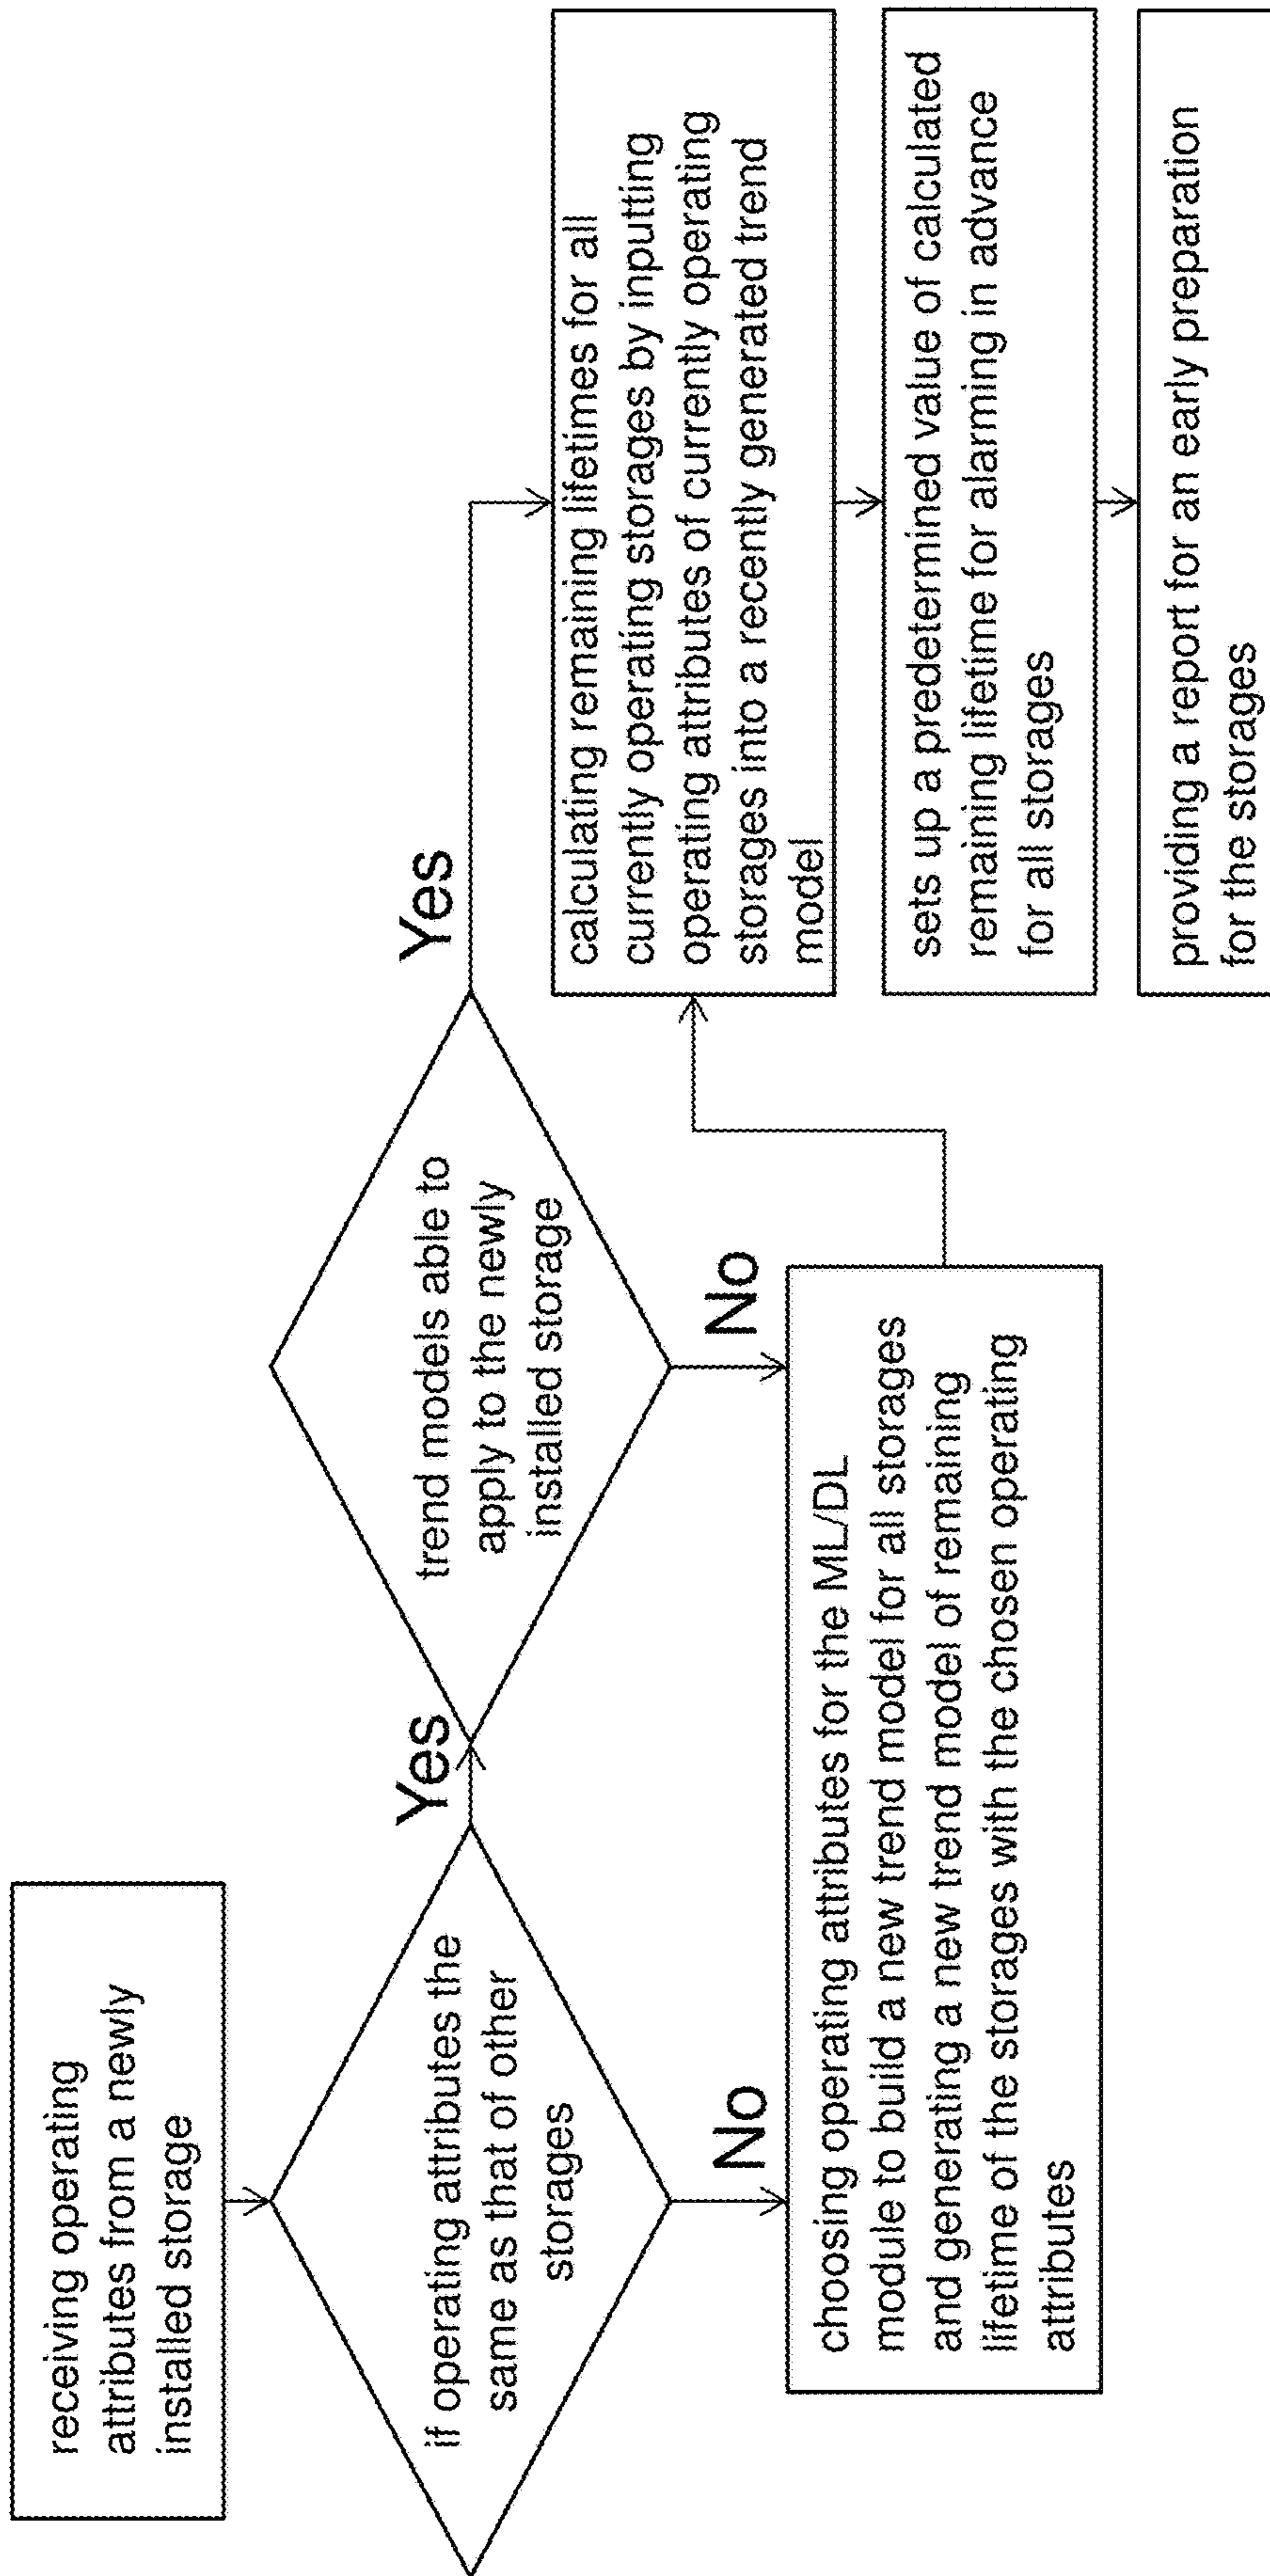 receiving operating
attributes from a newly
installed storage
if operating attributes the
same as that of other
storages
Yes
No
trend models able to
apply to the newly
installed storage
Yes
No
choosing operating attributes for the ML/DL
module to build a new trend model for all storages
and generating a new trend model of remaining
lifetime of the storages with the chosen operating
attributes
calculating remaining lifetimes for all
currently operating storages by inputting
operating attributes of currently operating
storages into a recently generated trend
model
sets up a predetermined value of calculated
remaining lifetime for alarming in advance
for all storages
providing a report for an early preparation
for the storages